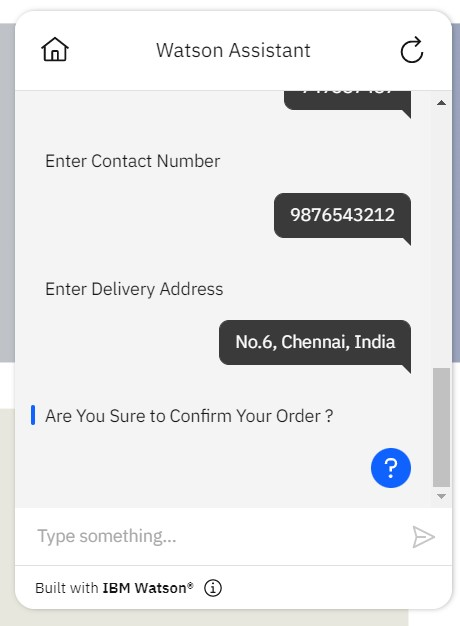 Watson Assistant
Enter Contact Number
9876543212
Enter Delivery Address
No.6, Chennai, India
Are You Sure to Confirm Your Order ?
?
Type something...
Built with IBM Watson®